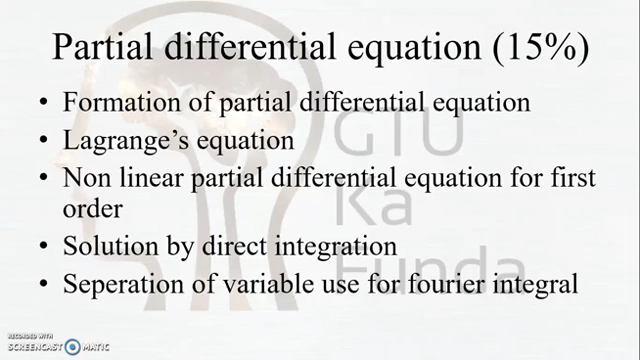 Partial differential equation (15%)
• Formation of partial differential equation
• Lagrange's equation
• Non linear partial differential equation for first
order
• Solution by direct integration
• Seperation of variable use for fourier integral
GTU
Ka
Funda
RECORDED WITH
SCREENCAST MATIC